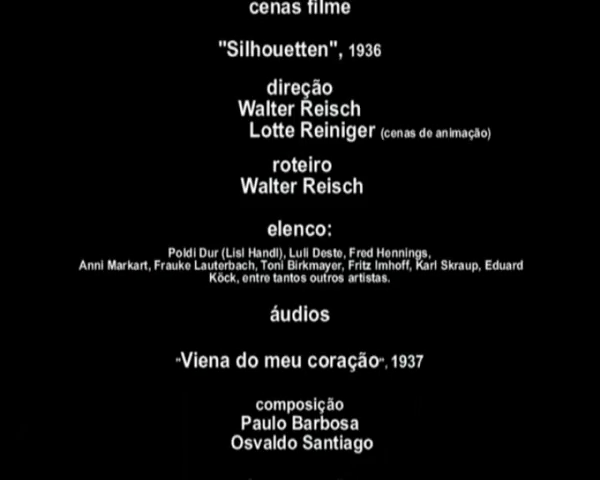 cenas filme
"Silhouetten", 1936
direção
Walter Reisch
Lotte Reiniger (cenas de animação)
roteiro
Walter Reisch
elenco:
Poldi Dur (Lisl Handl), Luli Deste, Fred Hennings,
Anni Markart, Frauke Lauterbach, Toni Birkmayer, Fritz Imhoff, Karl Skraup, Eduard
Köck, entre tantos outros artistas.
áudios
"Viena do meu coração", 1937
composição
Paulo Barbosa
Osvaldo Santiago